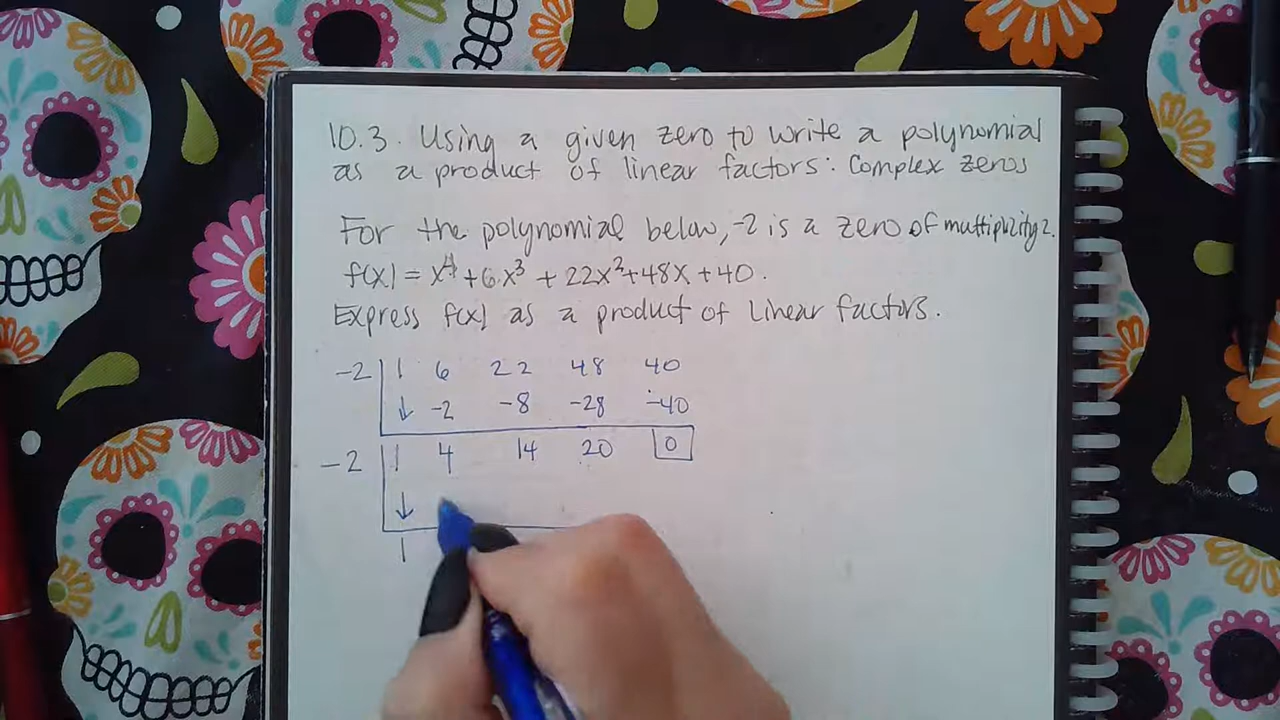 10.3. Using a given zero to write a polynomial
as a product of linear factors: Complex zeros
For the polynomial below, -2 is a zero of multiplizity 2.
f(x) = x⁴ + 6x³ + 22x² + 48x + 40.
Express f(x) as a product of linear factors.
-2 | 1 6 22 48 40
↓ -2 -8 -28 -40
-2 | 1 4 14 20 0
↓
1